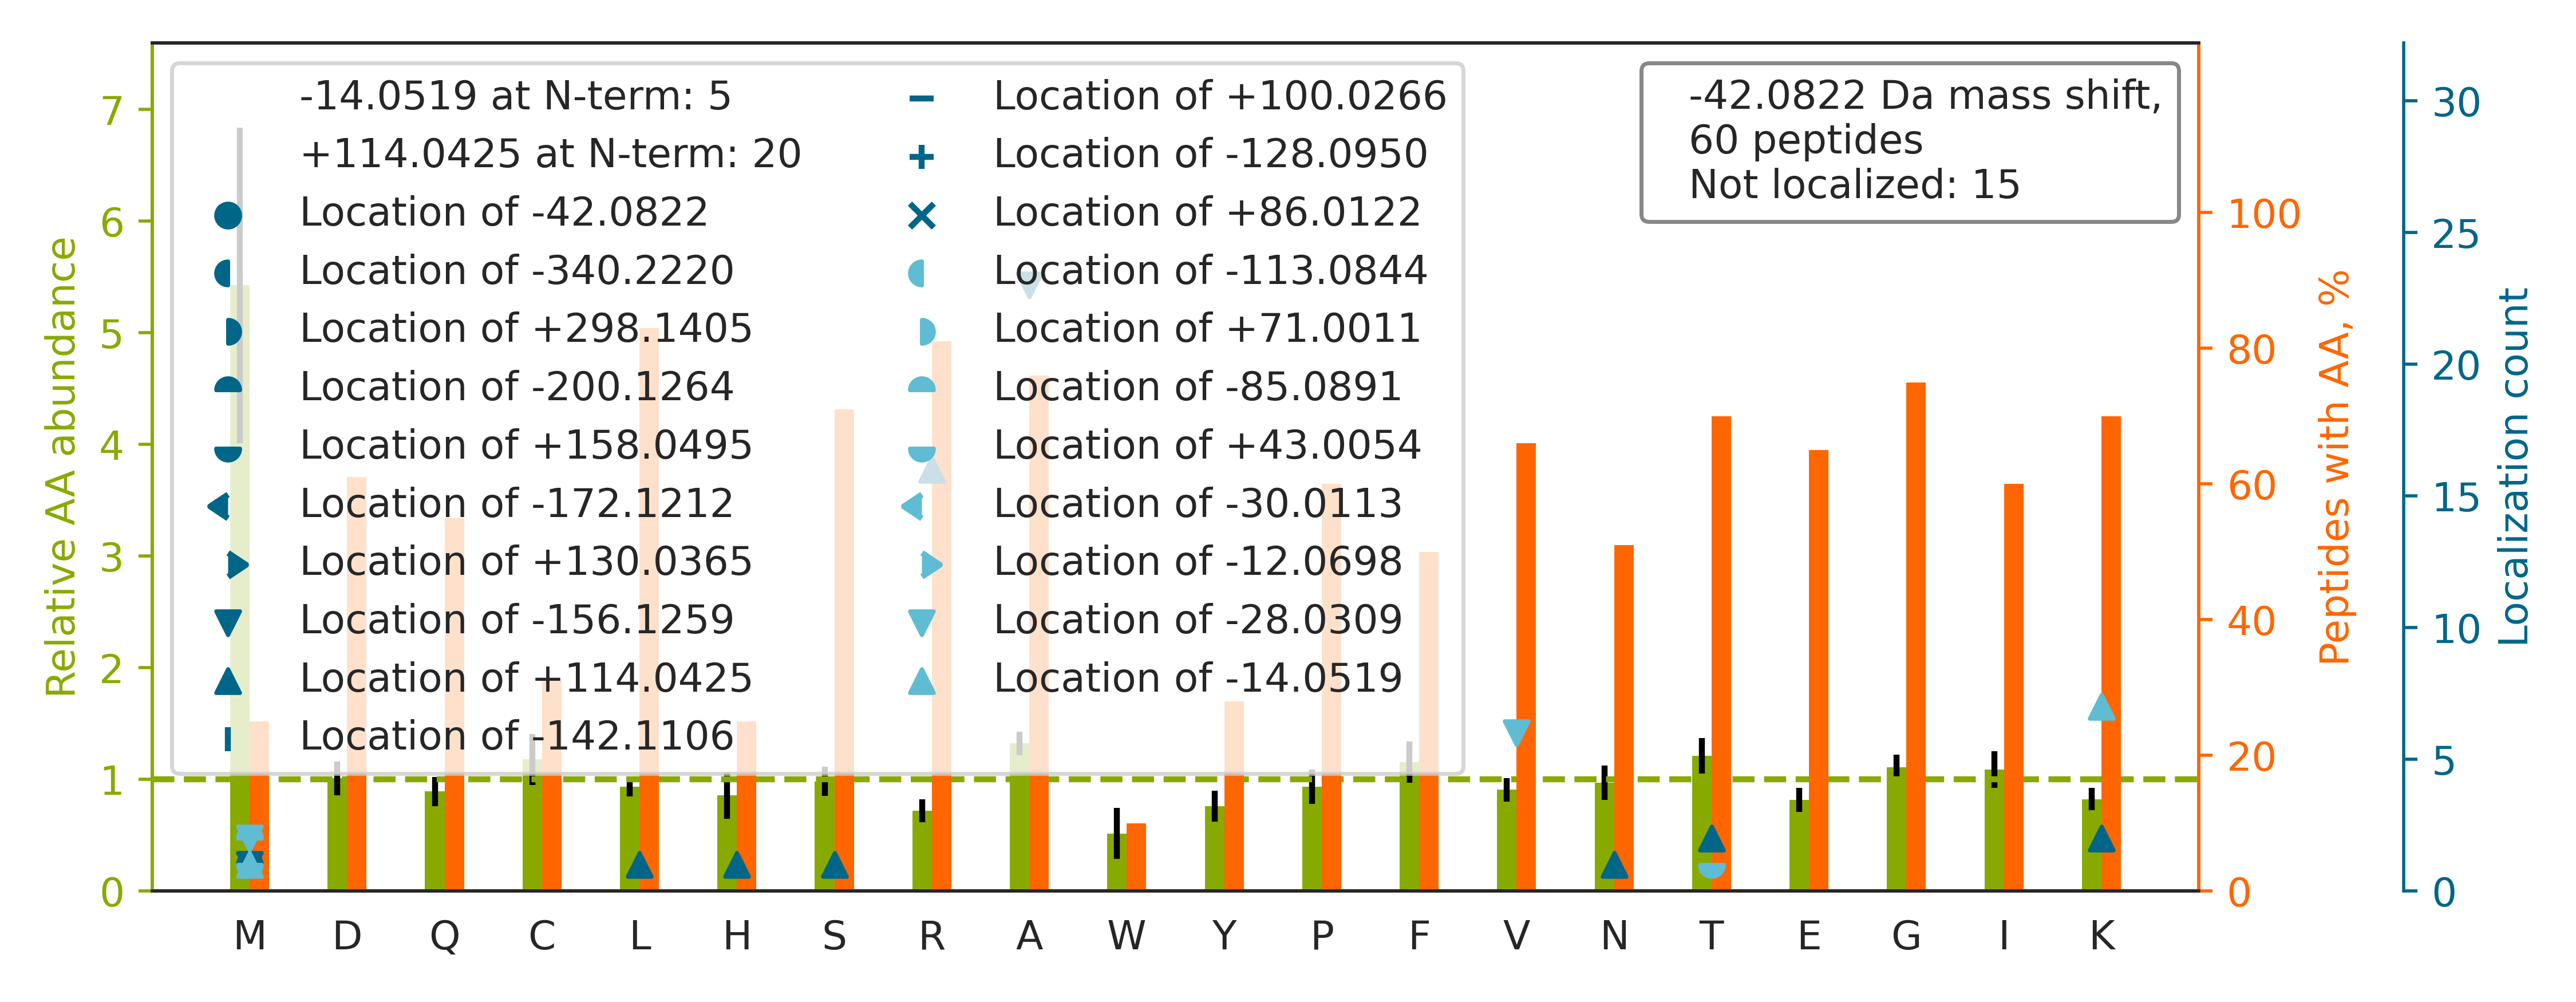 -14.0519 at N-term: 5
+114.0425 at N-term: 20
Location of -42.0822
Location of -340.2220
Location of +298.1405
Location of -200.1264
Location of +158.0495
Location of -172.1212
Location of +130.0365
Location of -156.1259
Location of +114.0425
Location of -142.1106
Location of +100.0266
Location of -128.0950
Location of +86.0122
Location of -113.0844
Location of +71.0011
Location of -85.0891
Location of +43.0054
Location of -30.0113
Location of -12.0698
Location of -28.0309
Location of -14.0519
-42.0822 Da mass shift,
60 peptides
Not localized: 15
Relative AA abundance
7
6
5
4
3
2
1
0
M D Q C L H S R A W Y P F V N T E G I K
100
80
60
40
20
0
Peptides with AA, %
30
25
20
15
10
5
0
Localization count